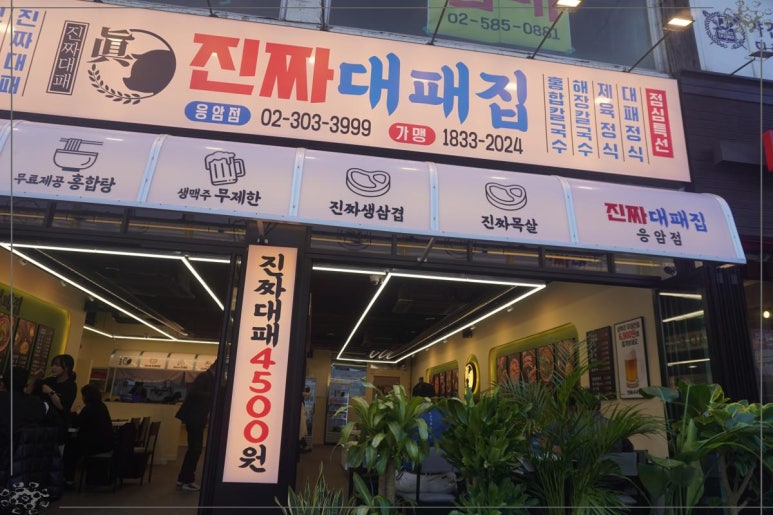 02-585-0881
진짜대패
진짜대패
眞
진짜대패집
응암점 02-303-3999 가맹 1833-2024
점심특선
대패정식
제육정식
해장칼국수
홍합칼국수
무료제공 홍합탕
생맥주 무제한
진짜생삼겹
진짜목살
진짜대패집
응암점
진짜대패4500원